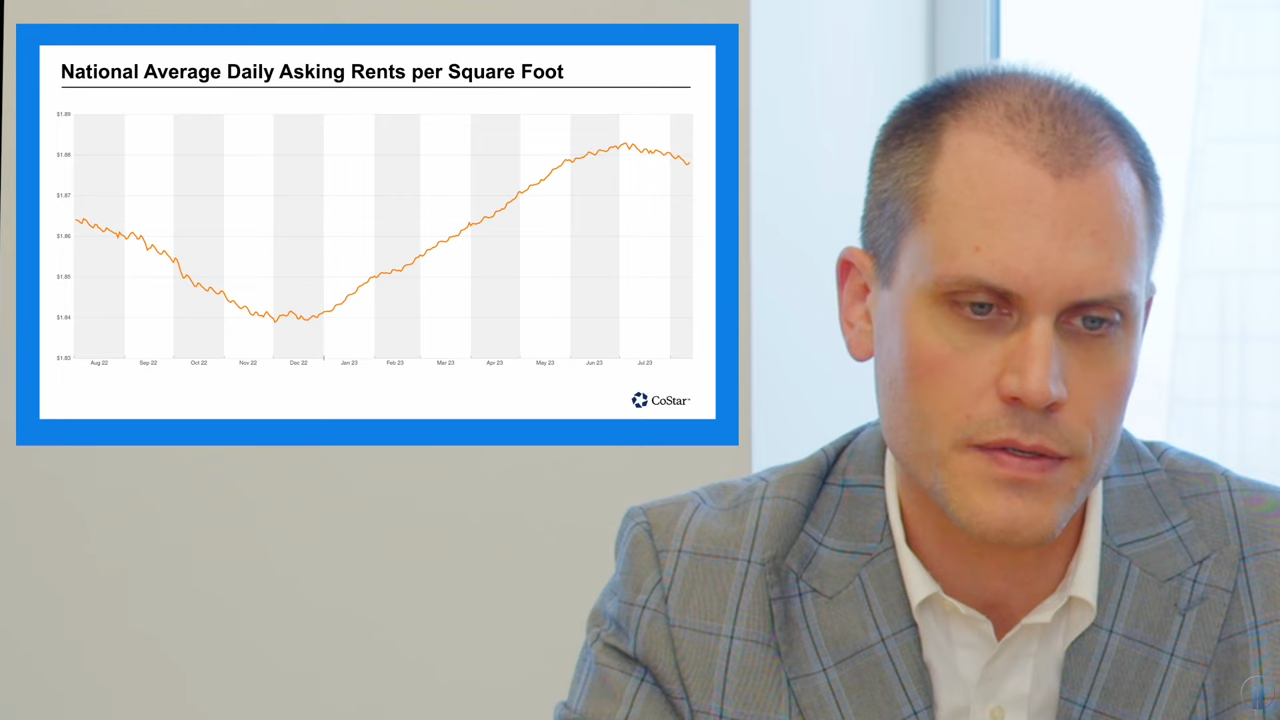 National Average Daily Asking Rents per Square Foot
$1.89
$1.88
$1.87
$1.86
$1.85
$1.84
$1.83
Aug 22 Sep 22 Oct 22 Nov 22 Dec 22 Jan 23 Feb 23 Mar 23 Apr 23 May 23 Jun 23 Jul 23
CoStar™